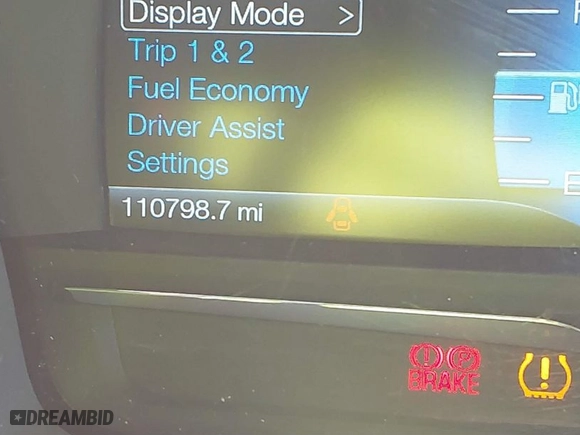 Display Mode >
Trip 1 & 2
Fuel Economy
Driver Assist
Settings
E
110798.7 mi
(!) (P)
BRAKE
DREAMBID